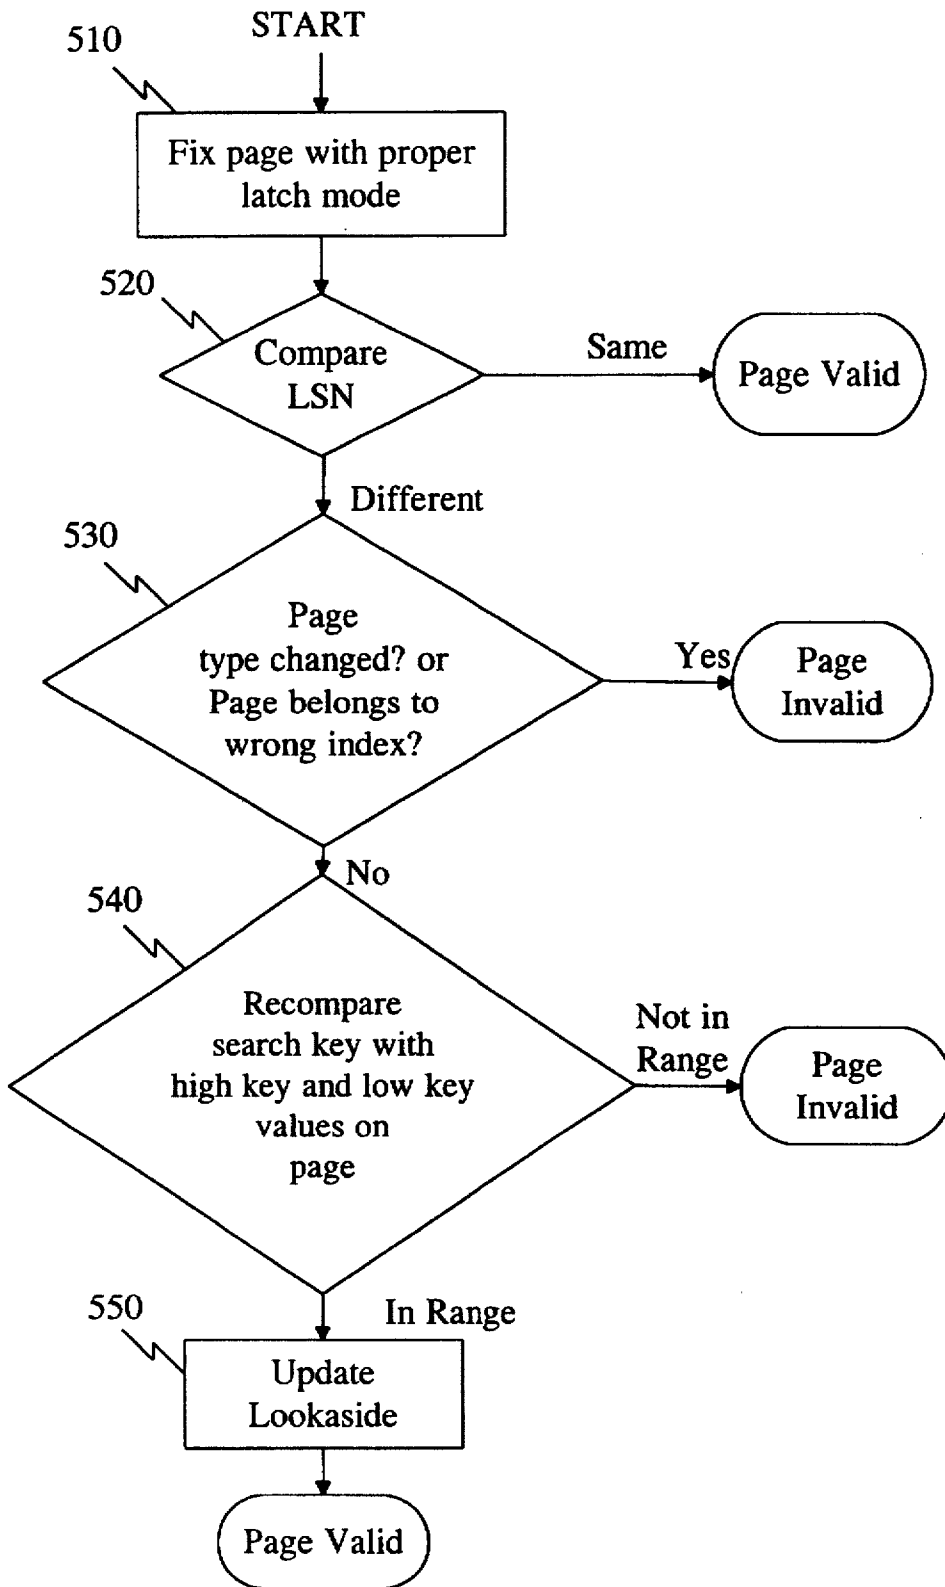 START
510
Fix page with proper
latch mode
520
Compare
LSN
Same
Page Valid
Different
530
Page
type changed? or
Page belongs to
wrong index?
Yes
Page
Invalid
No
540
Recompare
search key with
high key and low key
values on
page
Not in
Range
Page
Invalid
In Range
550
Update
Lookaside
Page Valid